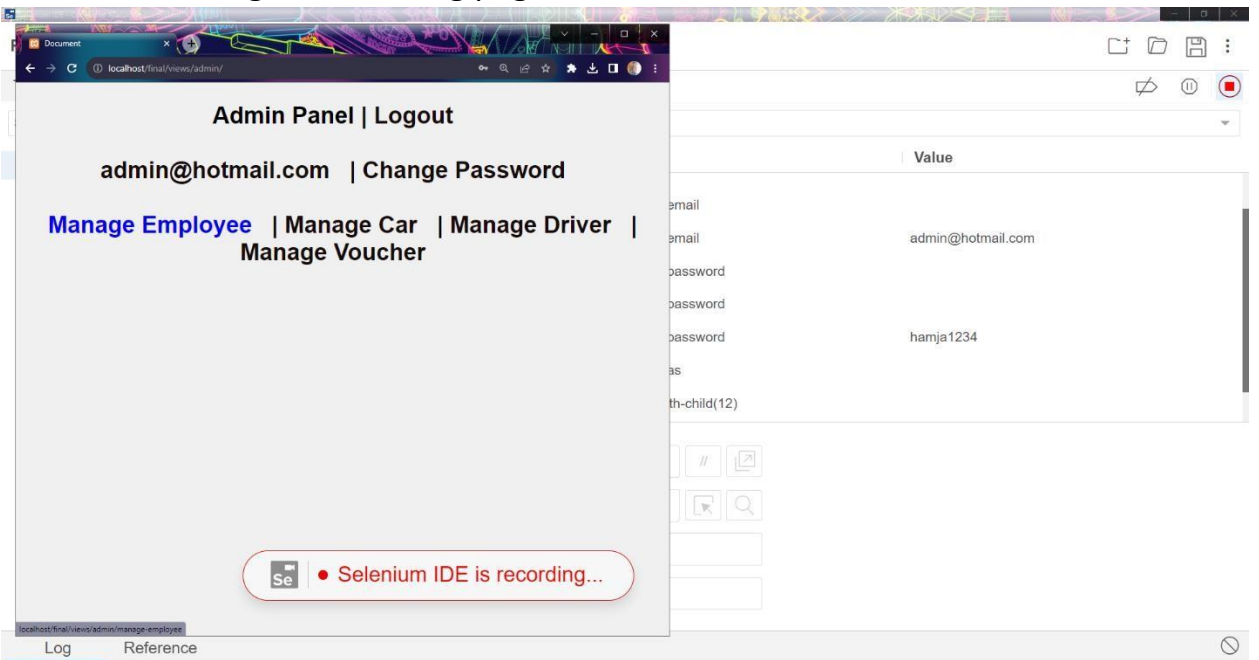 Document
localhost/final/views/admin/
Admin Panel | Logout
admin@hotmail.com | Change Password
Manage Employee | Manage Car | Manage Driver |
Manage Voucher
Value
email
email admin@hotmail.com
password
password
password hamja1234
as
th-child(12)
//
Se
Selenium IDE is recording...
localhost/final/views/admin/manage-employee
Log Reference